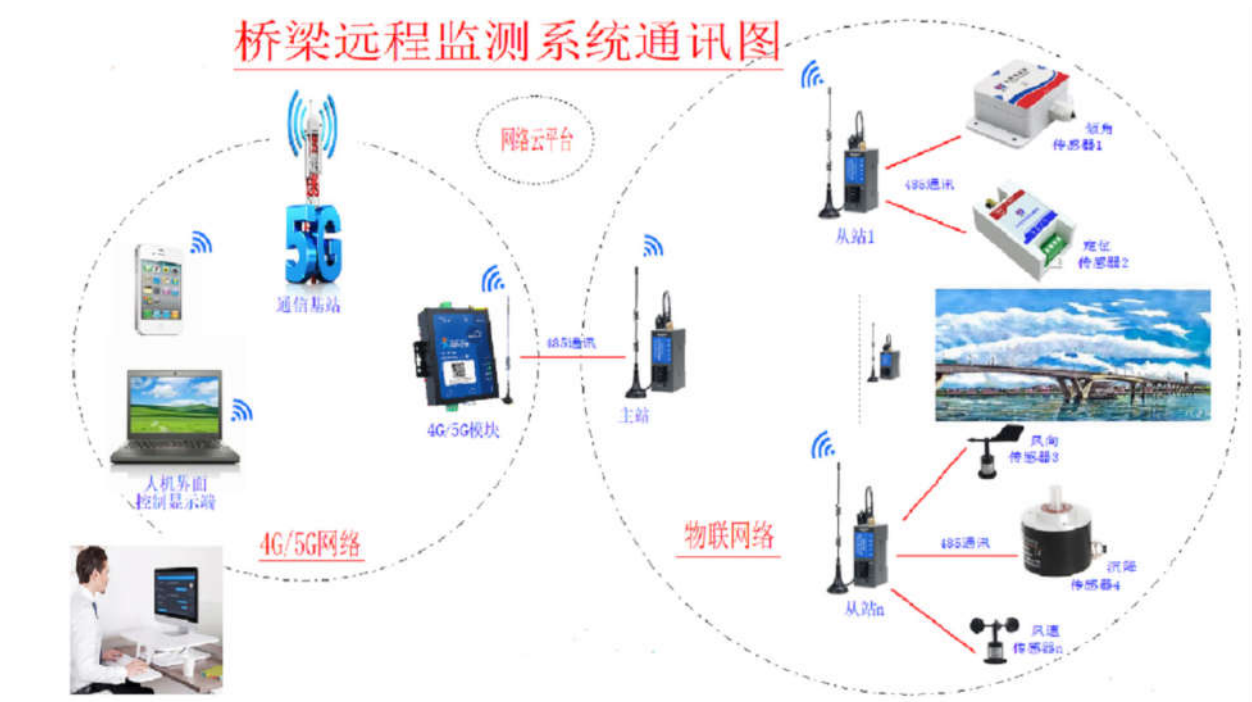 桥梁远程监测系统通讯图
网络云平台
5G
通信基站
倾角
传感器1
485通讯
从站1
定位
传感器2
485通讯
主站
4G/5G模块
人机界面
控制显示端
4G/5G网络
物联网络
风向
传感器3
485通讯
沉降
传感器4
从站n
风速
传感器n